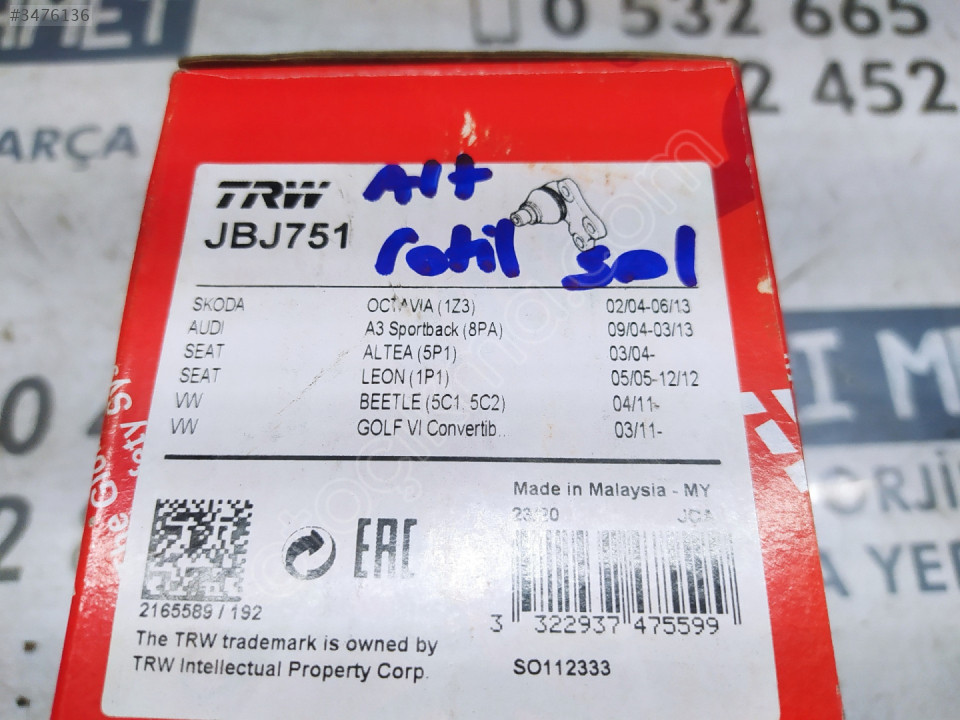 #3476136
0 532 665
2 452
ARÇA
TRW
JBJ751
Alt
rotil sol
SKODA OCTAVIA (1Z3) 02/04-06/13
AUDI A3 Sportback (8PA) 09/04-03/13
SEAT ALTEA (5P1) 03/04-
SEAT LEON (1P1) 05/05-12/12
VW BEETLE (5C1, 5C2) 04/11-
VW GOLF VI Convertib.. 03/11-
Made in Malaysia - MY
23/20 JCA
EAC
2165589 / 192
3 322937 475599
The TRW trademark is owned by
TRW Intellectual Property Corp.
SO112333